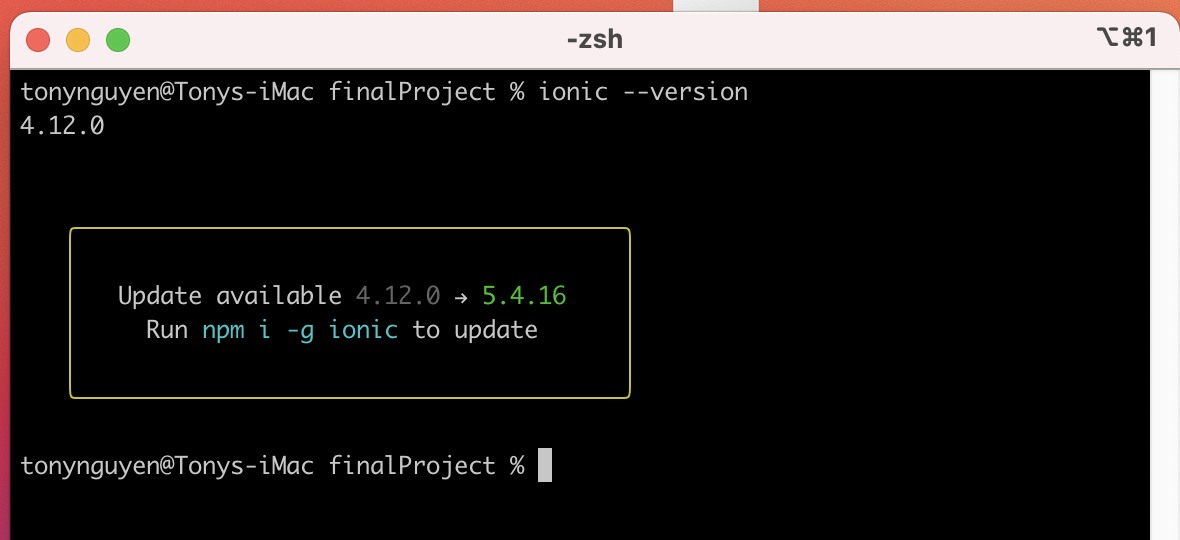 -zsh
⌥⌘1
tonynguyen@Tonys-iMac finalProject % ionic --version
4.12.0
Update available 4.12.0 → 5.4.16
Run npm i -g ionic to update
tonynguyen@Tonys-iMac finalProject %